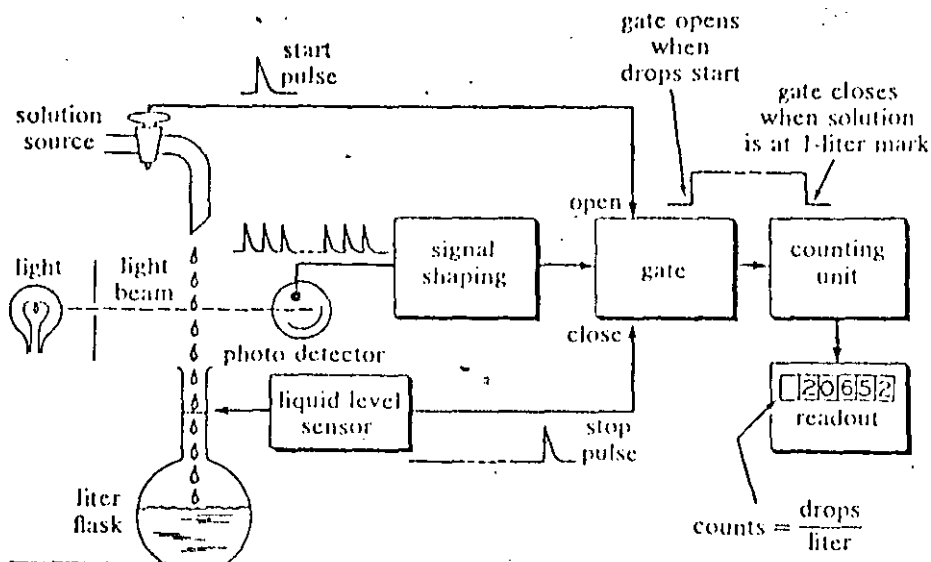 gate opens
when
drops start
start
pulse
gate closes
when solution
is at 1-liter mark
solution
source
open
light
light
beam
signal
shaping
gate
counting
unit
close
photo detector
20652
readout
liquid level
sensor
stop
pulse
liter
flask
counts = drops
liter